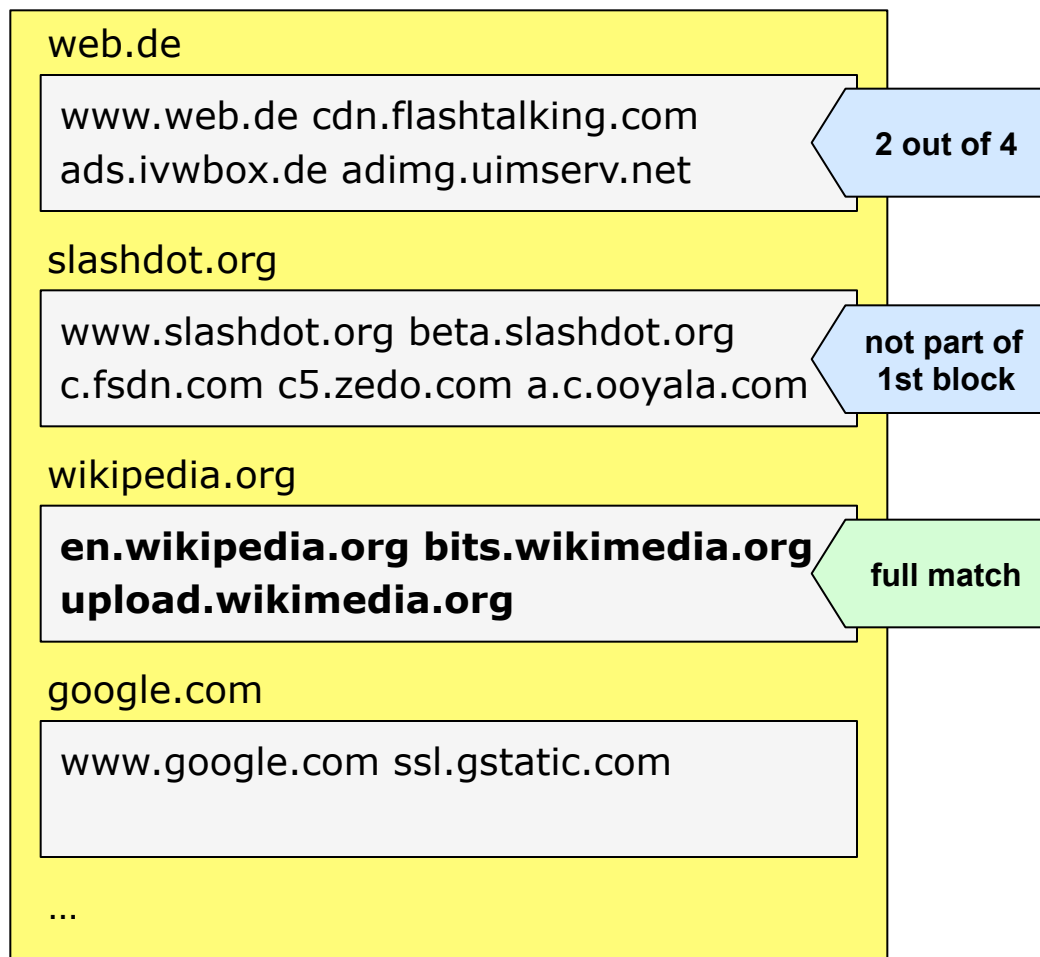 web.de
www.web.de cdn.flashtalking.com
ads.ivwbox.de adimg.uimserv.net
2 out of 4
slashdot.org
www.slashdot.org beta.slashdot.org
c.fsdn.com c5.zedo.com a.c.ooyala.com
not part of
1st block
wikipedia.org
en.wikipedia.org bits.wikimedia.org
upload.wikimedia.org
full match
google.com
www.google.com ssl.gstatic.com
...